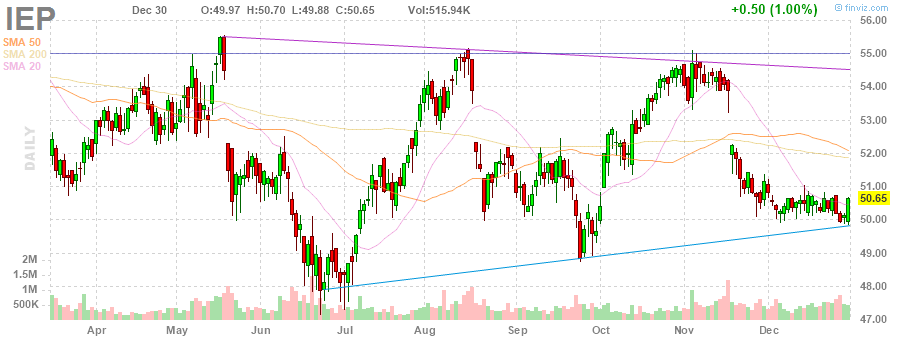 IEP Dec 30 O:49.97 H:50.70 L:49.88 C:50.65 Vol:515.94K +0.50 (1.00%) © finviz.com
SMA 50
SMA 200
SMA 20
DAILY
56.00
55.00
54.00
53.00
52.00
51.00
50.65
50.00
49.00
48.00
47.00
2M
1.5M
1M
500K
Apr May Jun Jul Aug Sep Oct Nov Dec